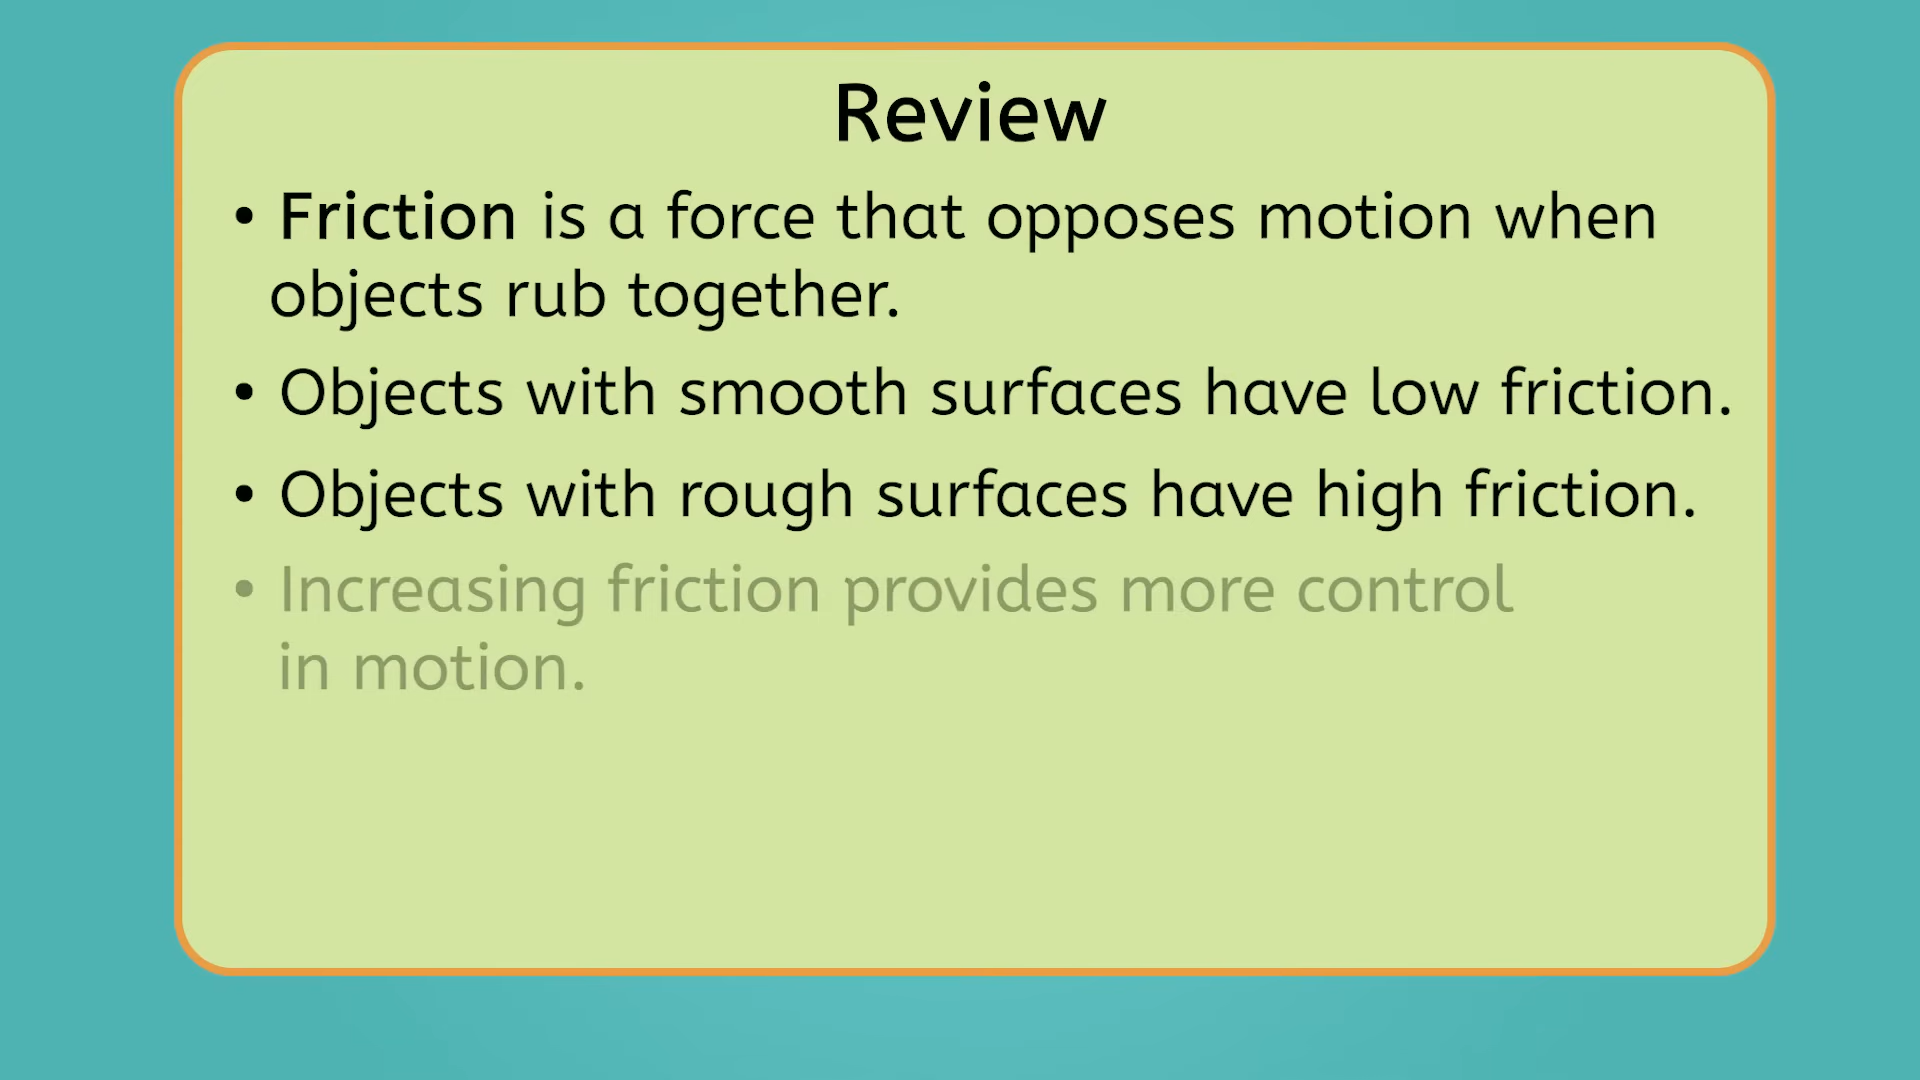 Review
• Friction is a force that opposes motion when
objects rub together.
• Objects with smooth surfaces have low friction.
• Objects with rough surfaces have high friction.
• Increasing friction provides more control
in motion.